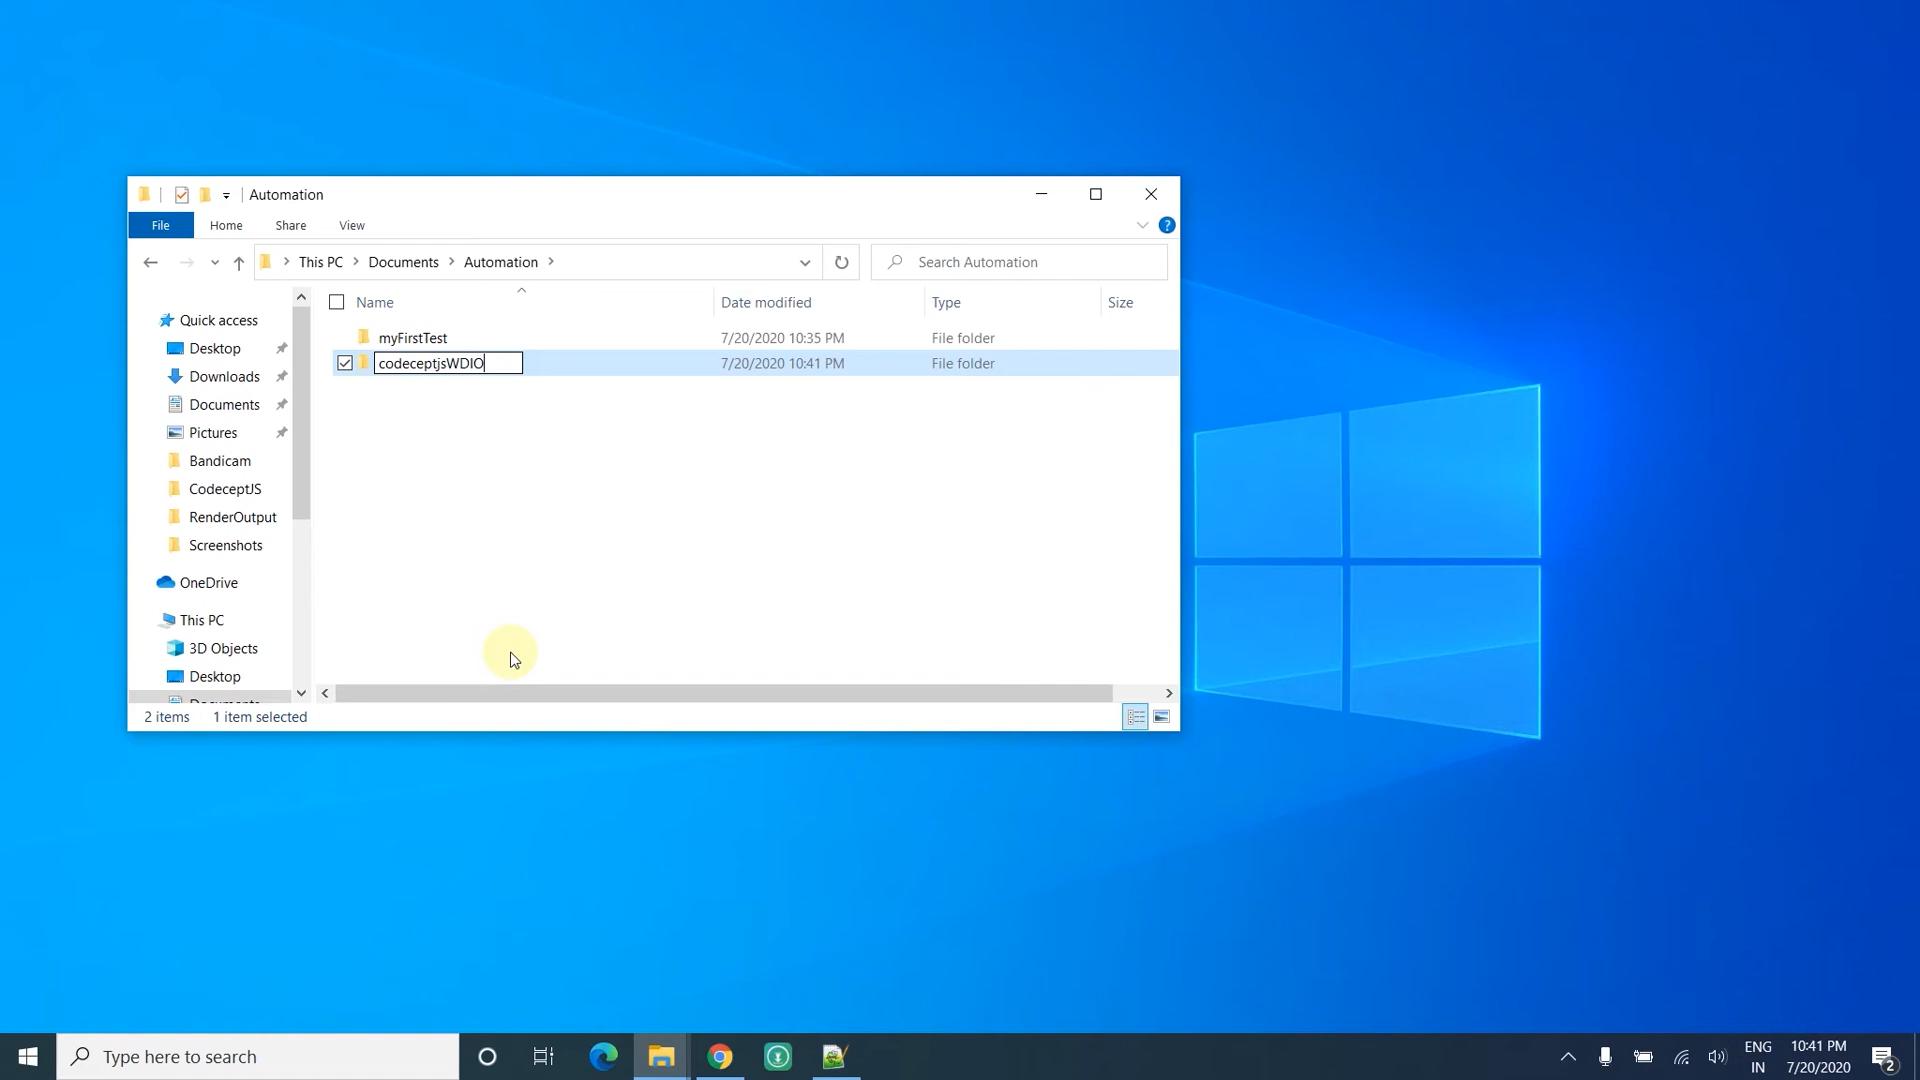 Automation
File Home Share View
This PC Documents Automation
Search Automation
Name Date modified Type Size
Quick access
Desktop
Downloads
Documents
Pictures
Bandicam
CodeceptJS
RenderOutput
Screenshots
OneDrive
This PC
3D Objects
Desktop
Documents
myFirstTest 7/20/2020 10:35 PM File folder
codeceptjsWDIO 7/20/2020 10:41 PM File folder
2 items 1 item selected
Type here to search
ENG
IN
10:41 PM
7/20/2020
2